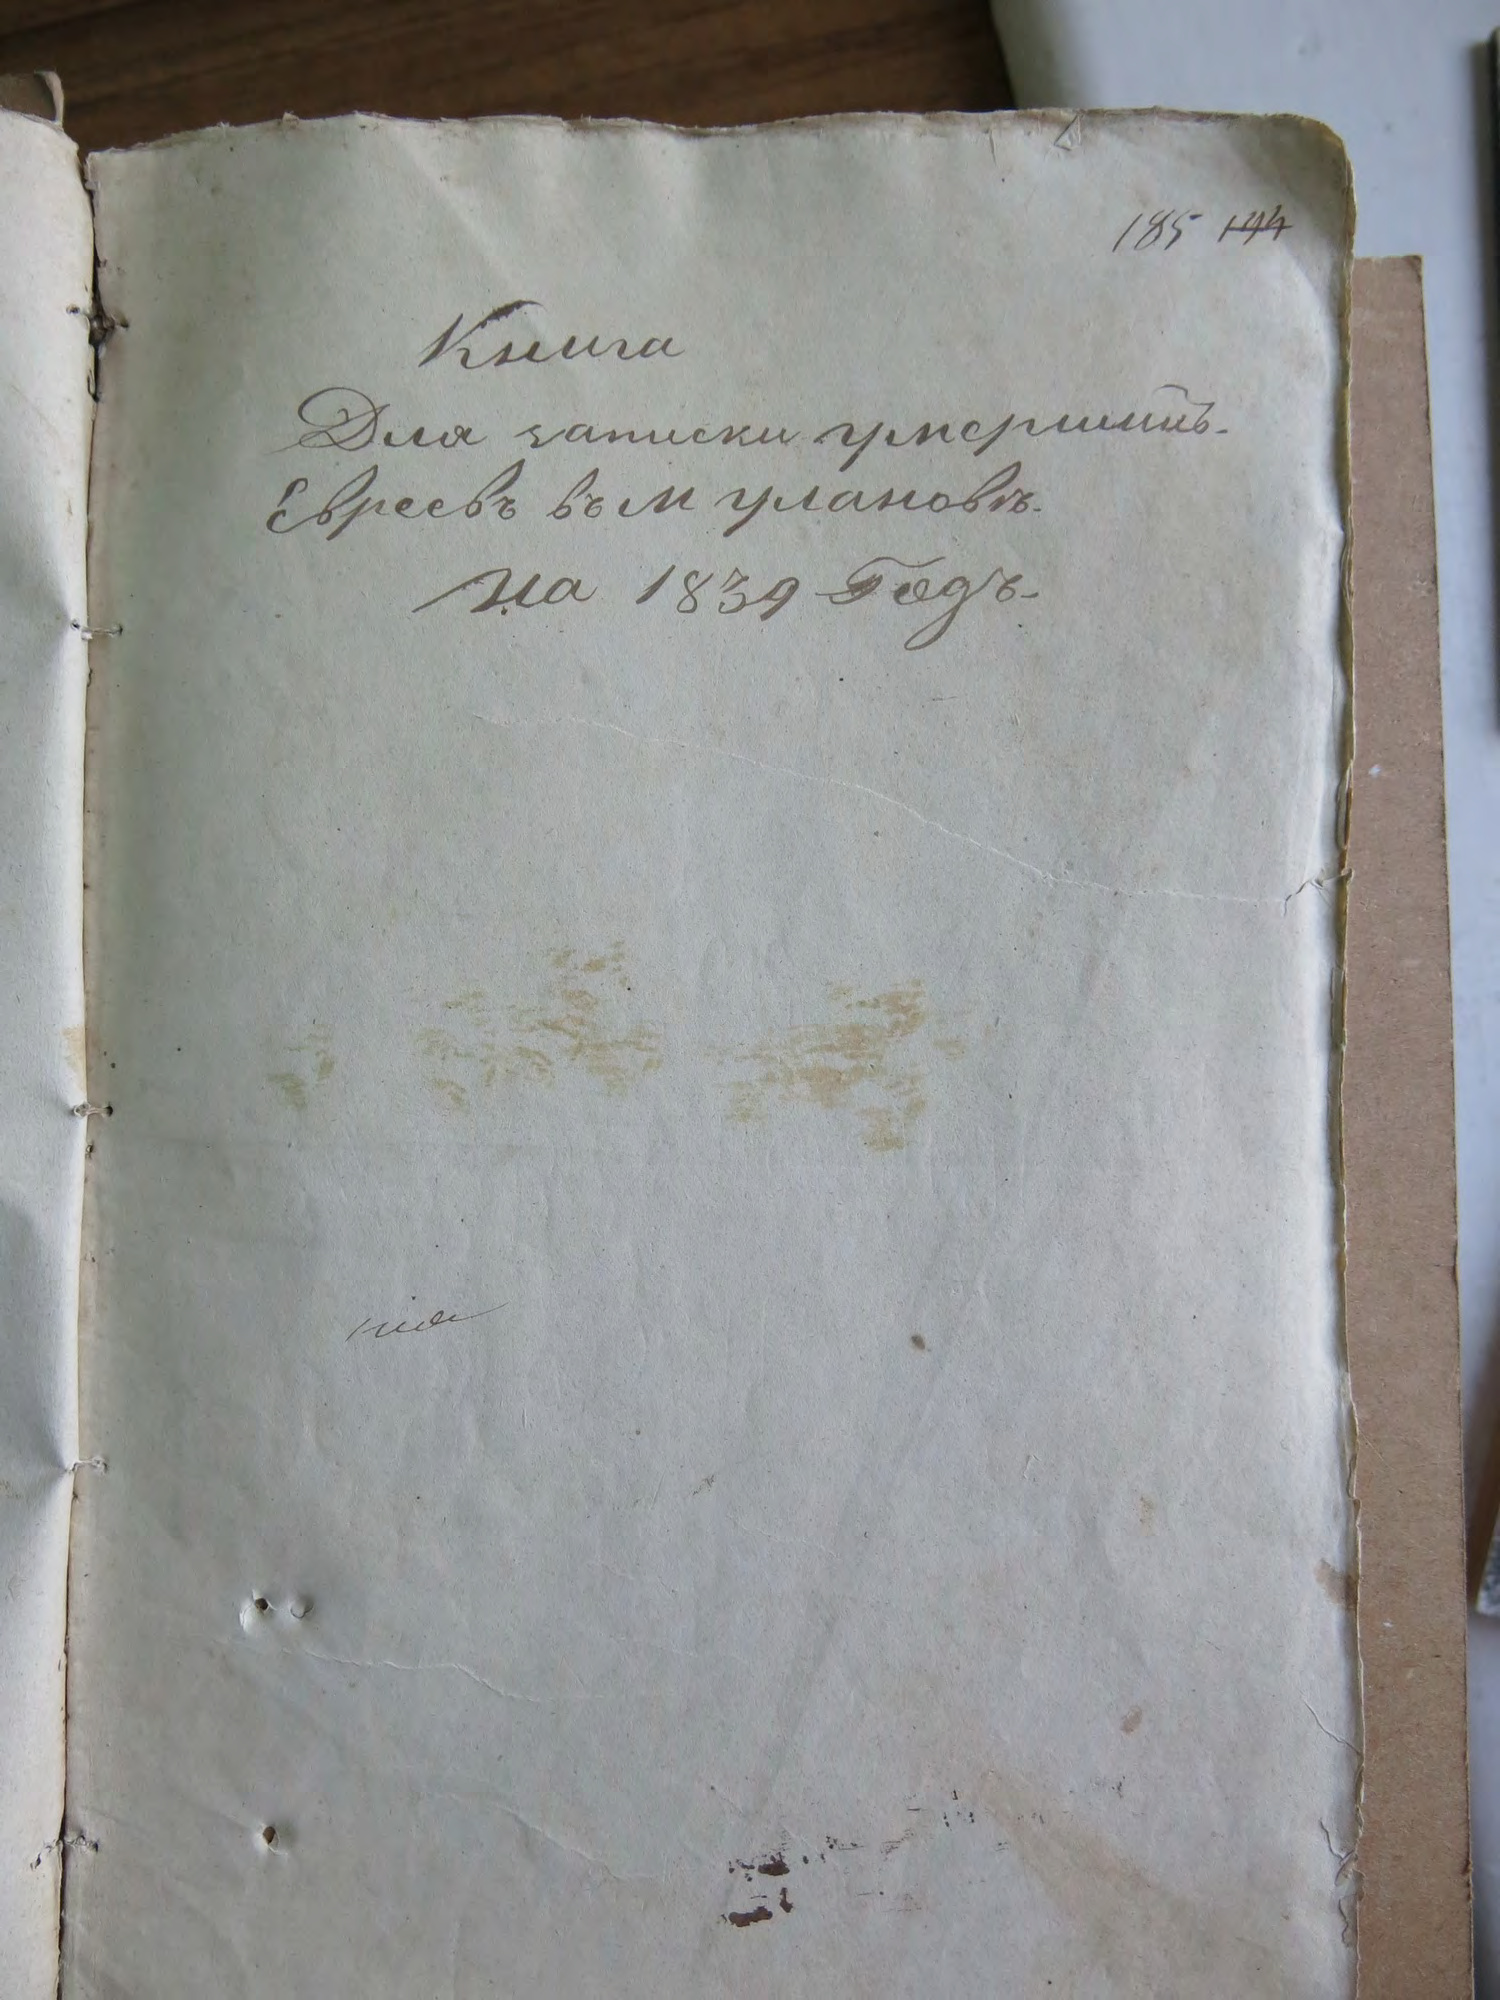 185 144
Книга
Для записки умершихъ
Евреевъ въ м улановъ
на 1839 Годъ